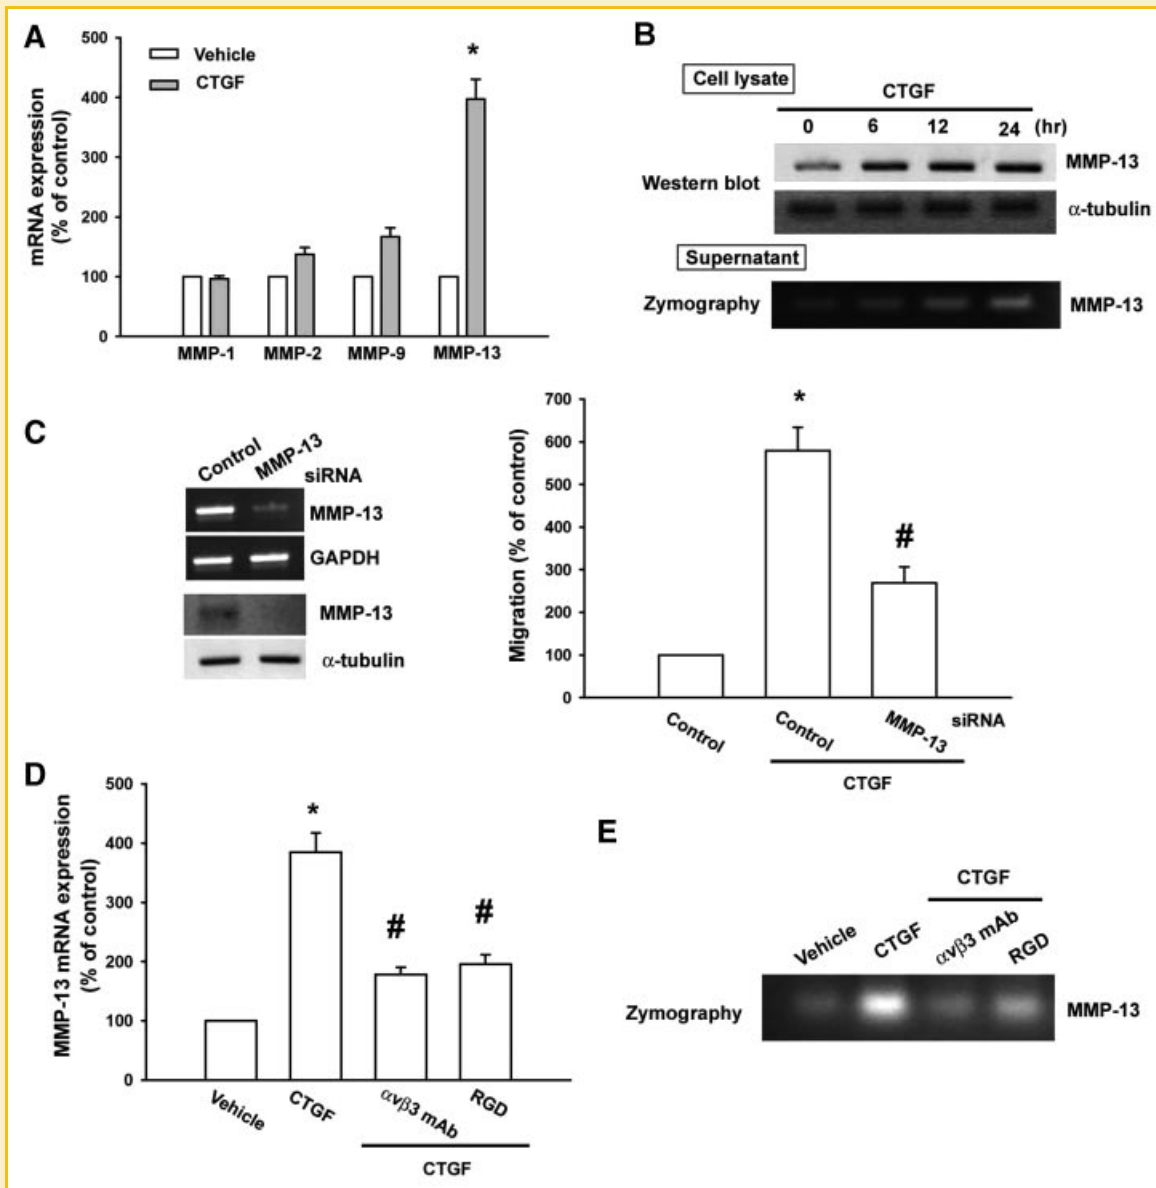 A
mRNA expression
(% of control)
500
400
300
200
100
0
Vehicle
CTGF
*
MMP-1 MMP-2 MMP-9 MMP-13
B
Cell lysate
CTGF
0 6 12 24 (hr)
Western blot
MMP-13
α-tubulin
Supernatant
Zymography
MMP-13
C
Control MMP-13
siRNA
MMP-13
GAPDH
MMP-13
α-tubulin
Migration (% of control)
700
600
500
400
300
200
100
0
*
#
Control Control MMP-13 siRNA
CTGF
D
MMP-13 mRNA expression
(% of control)
500
400
300
200
100
0
*
#
#
Vehicle CTGF αvβ3 mAb RGD
CTGF
E
CTGF
Vehicle CTGF αvβ3 mAb RGD
Zymography
MMP-13